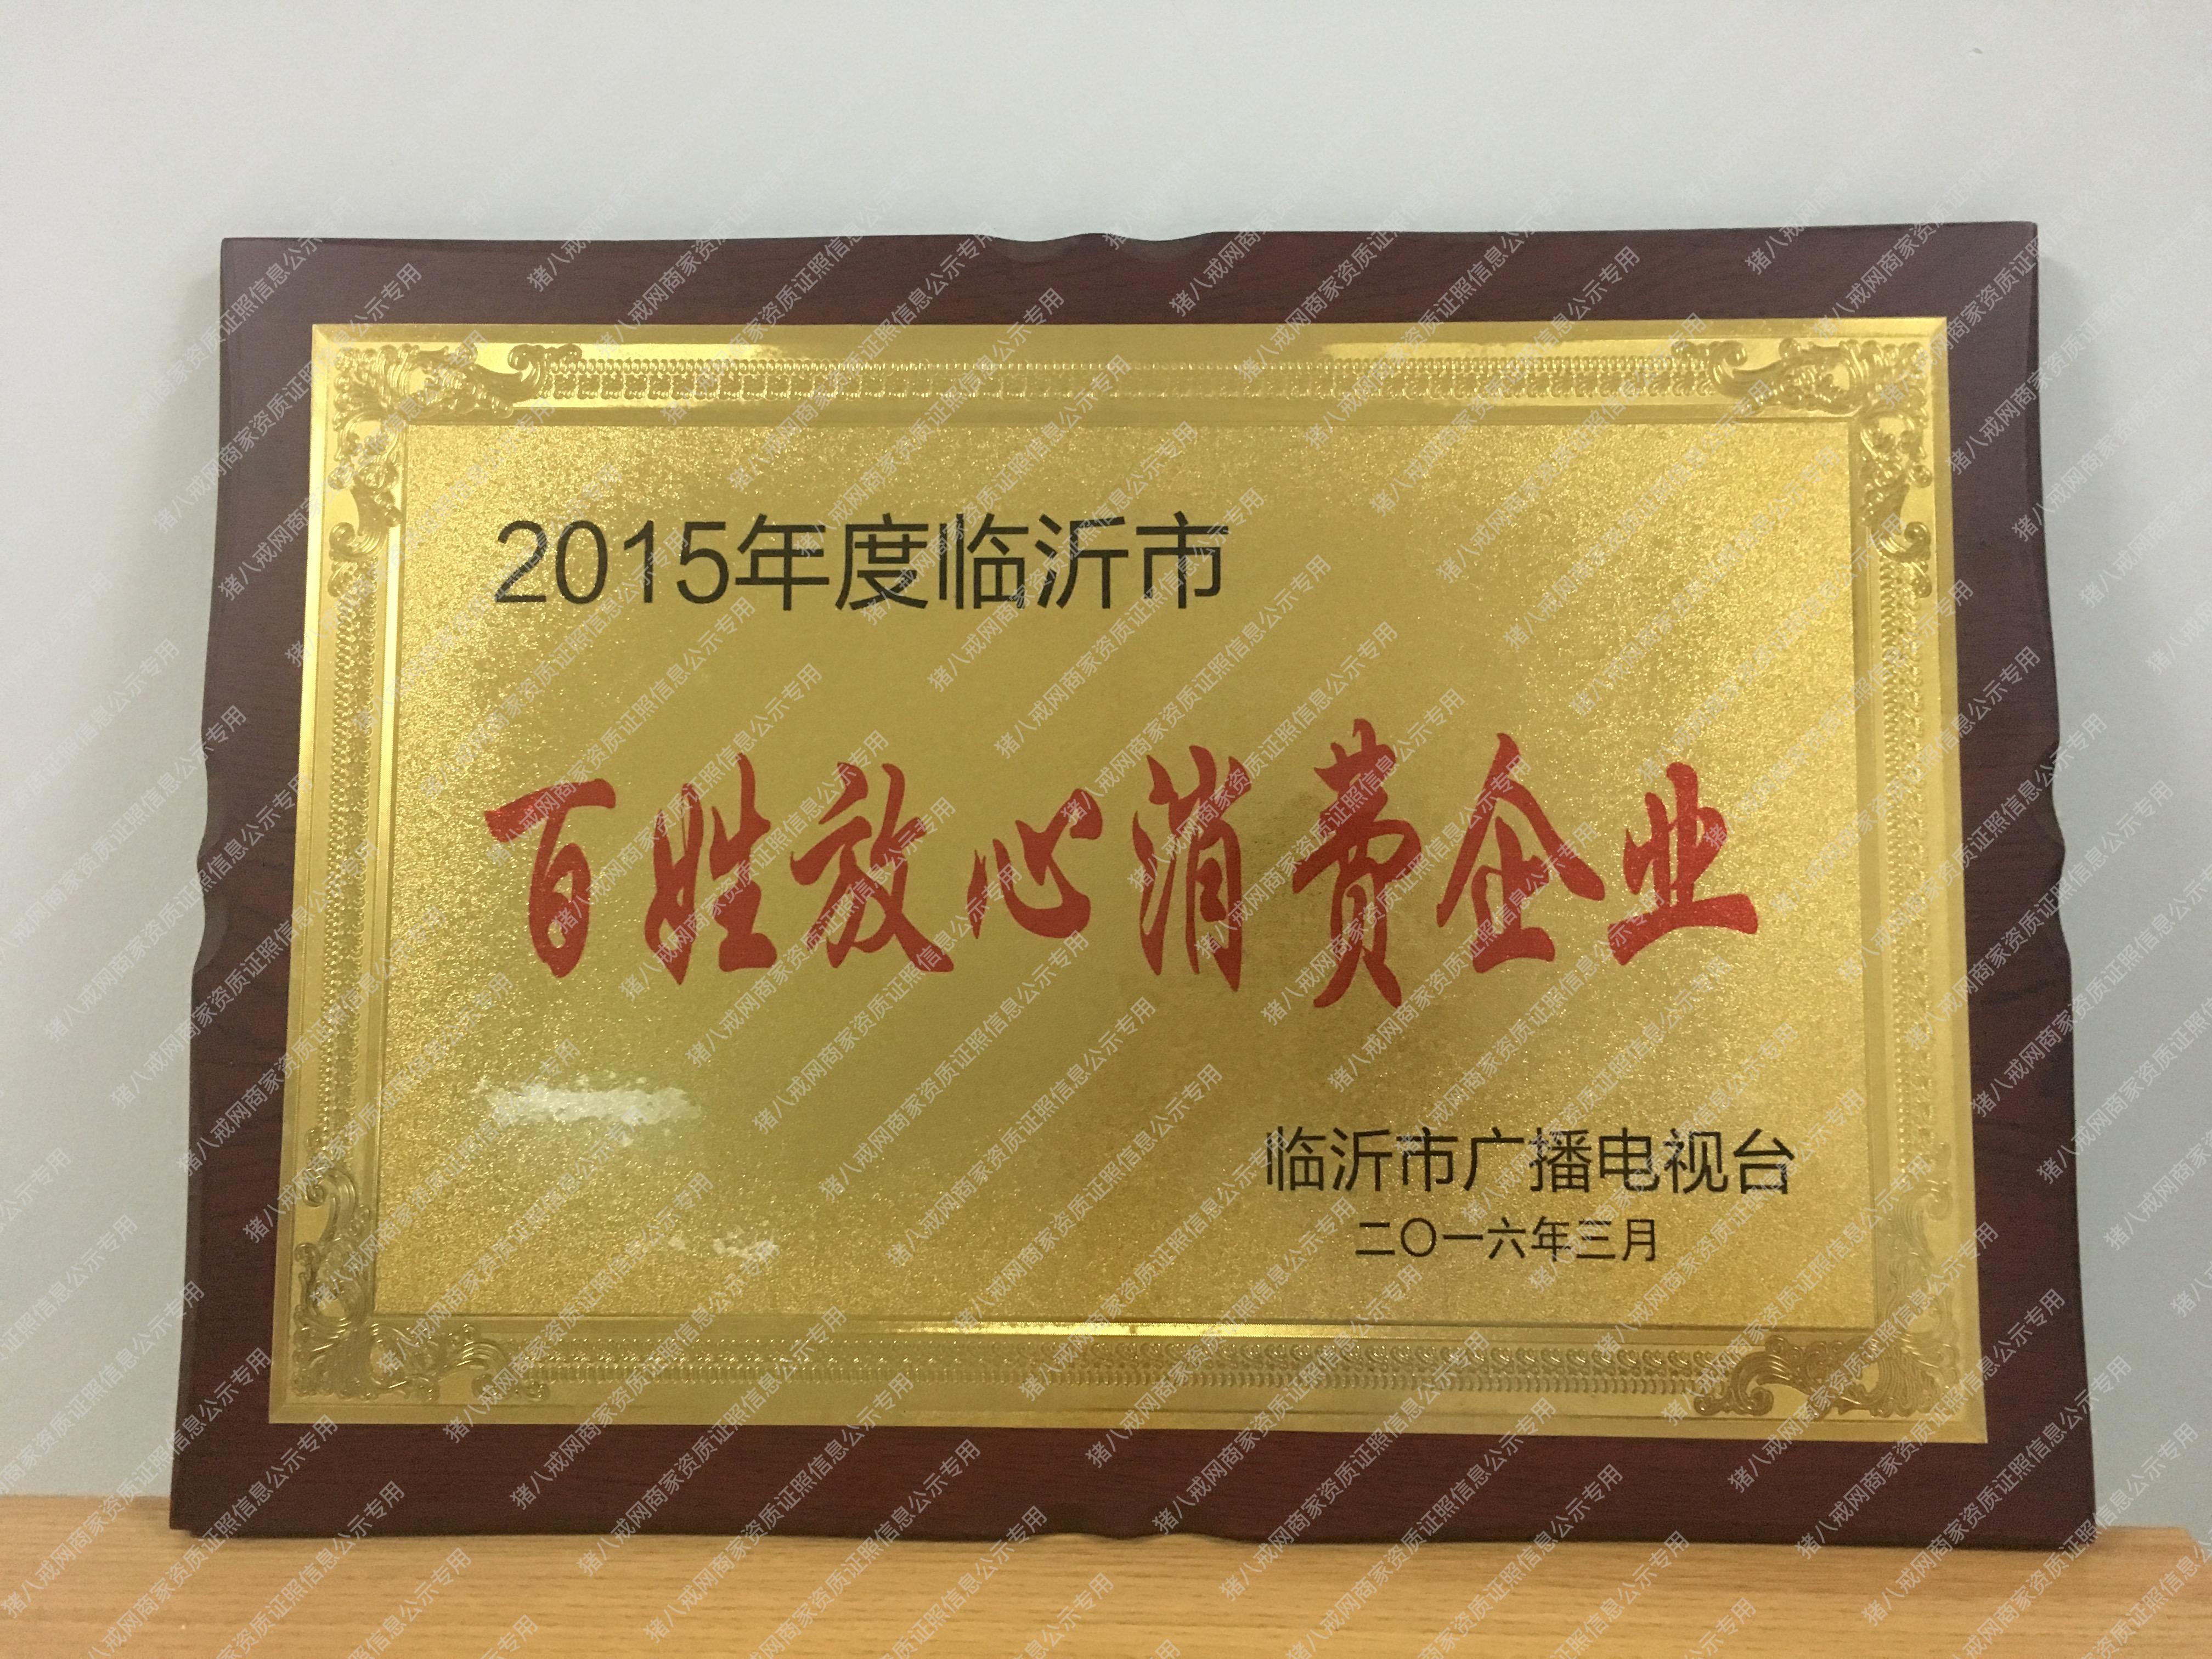 2015年度临沂市
百姓放心消费企业
临沂市广播电视台
二〇一六年三月
猪八戒网商家资质证照信息公示专用